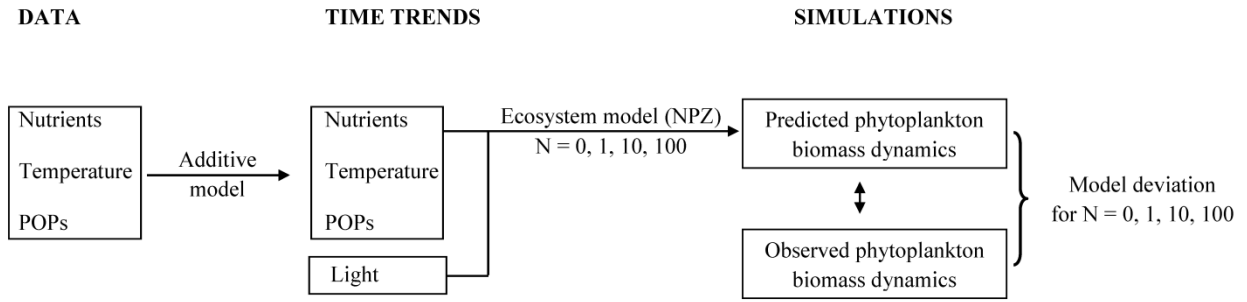 DATA
TIME TRENDS
SIMULATIONS
Nutrients
Temperature
POPs
Additive
model
Nutrients
Temperature
POPs
Light
Ecosystem model (NPZ)
N = 0, 1, 10, 100
Predicted phytoplankton
biomass dynamics
Observed phytoplankton
biomass dynamics
Model deviation
for N = 0, 1, 10, 100